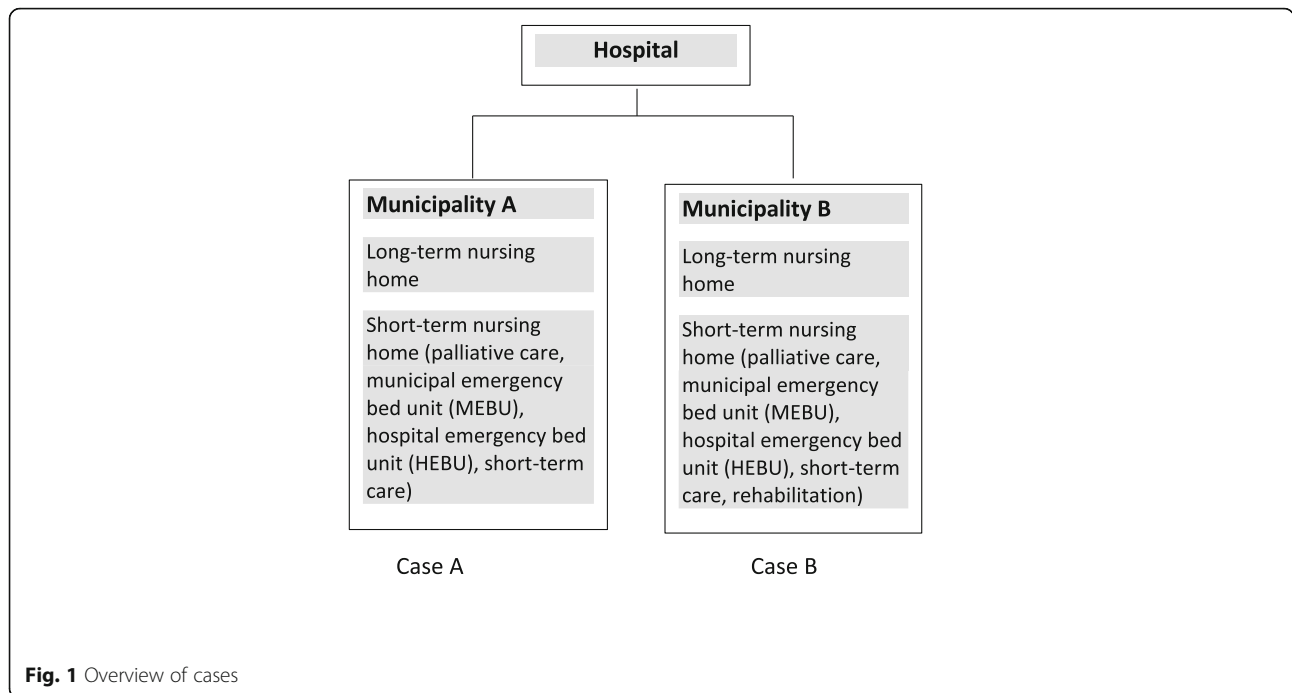 Hospital
Municipality A
Long-term nursing
home
Short-term nursing
home (palliative care,
municipal emergency
bed unit (MEBU),
hospital emergency bed
unit (HEBU), short-term
care)
Case A
Municipality B
Long-term nursing
home
Short-term nursing
home (palliative care,
municipal emergency
bed unit (MEBU),
hospital emergency bed
unit (HEBU), short-term
care, rehabilitation)
Case B
Fig. 1 Overview of cases